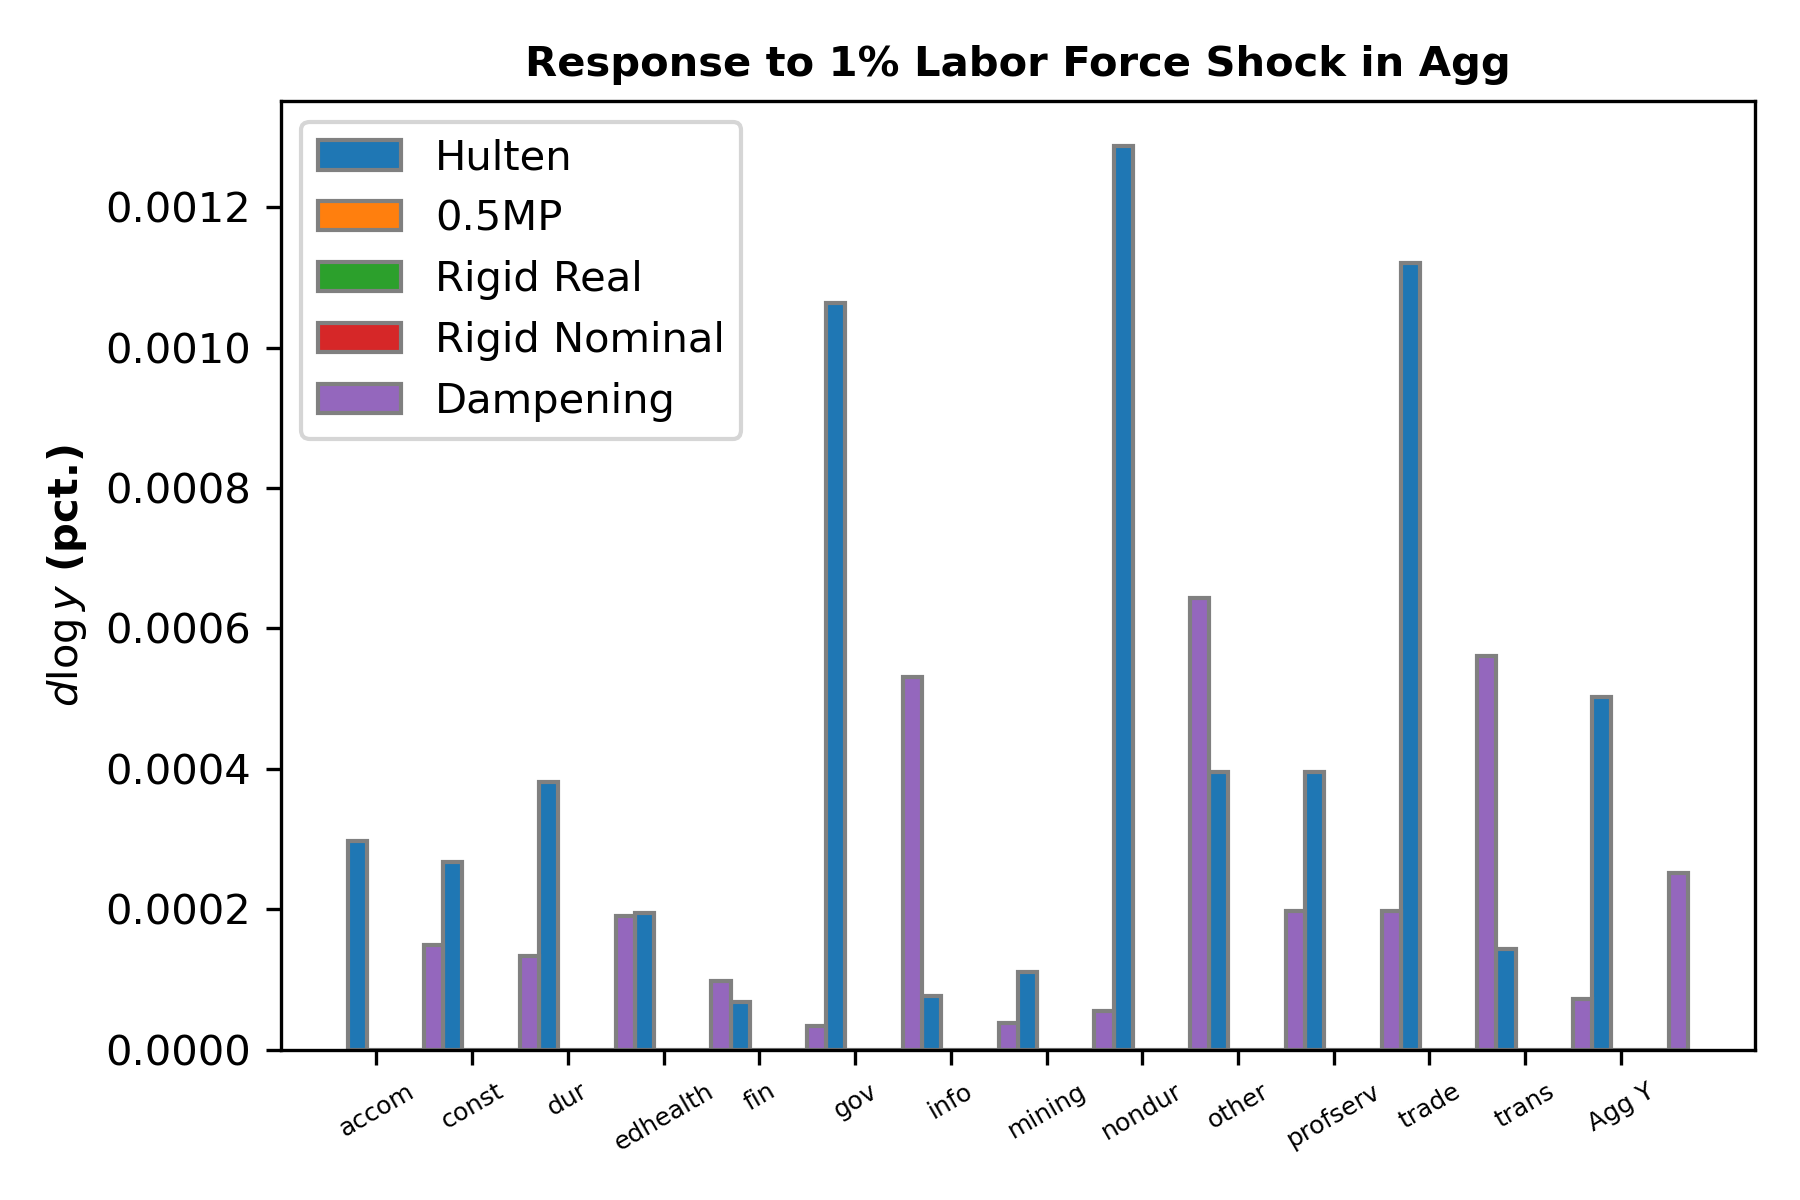 Response to 1% Labor Force Shock in Agg
Hulten
0.5MP
Rigid Real
Rigid Nominal
Dampening
dlog y (pct.)
0.0012
0.0010
0.0008
0.0006
0.0004
0.0002
0.0000
accom
const
dur
edhealth
fin
gov
info
mining
nondur
other
profserv
trade
trans
Agg Y